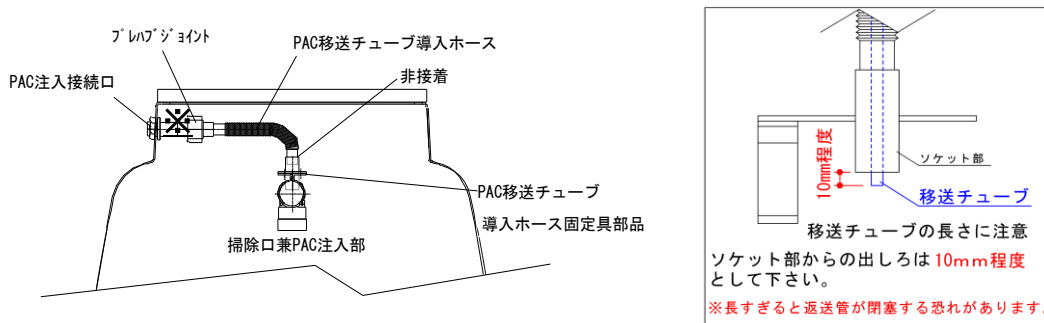 プレハブジョイント
PAC移送チューブ導入ホース
非接着
PAC注入接続口
PAC移送チューブ
導入ホース固定具部品
掃除口兼PAC注入部
10mm程度
ソケット部
移送チューブ
移送チューブの長さに注意
ソケット部からの出しろは10mm程度
として下さい。
※長すぎると返送管が閉塞する恐れがあります。